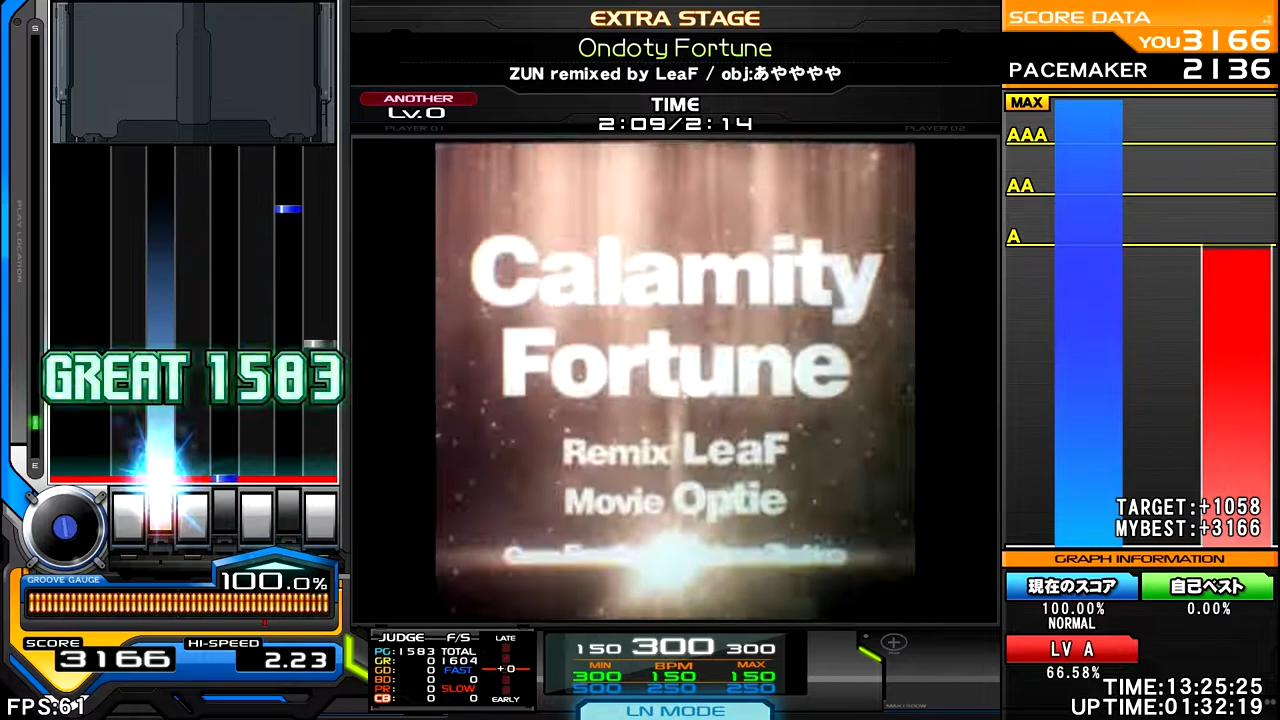 EXTRA STAGE
Ondoty Fortune
ZUN remixed by LeaF / obj:あややややや
ANOTHER
Lv.0
TIME
2:09/2:14
PLAYER 01
PLAYER 02
SCORE DATA
YOU 3166
PACEMAKER 2136
MAX
AAA
AA
A
S
PLAY LOCATION
E
GREAT 1583
Calamity
Fortune
Remix LeaF
Movie Optie
TARGET:+1058
MYBEST:+3166
GRAPH INFORMATION
現在のスコア
自己ベスト
100.00%
0.00%
NORMAL
LV A
66.58%
TIME:13:25:25
UP TIME:01:32:19
GROOVE GAUGE
100.0%
SCORE
3166
HI-SPEED
2.23
FPS:61
JUDGE F/S
PG:1583 TOTAL
GR: 0 1604
GD: 0 FAST
BD: 0 0
PR: 0 SLOW
CB: 0 0
LATE
+0
EARLY
150 300 300
MIN BPM MAX
300 150 150
500 250 250
LN MODE